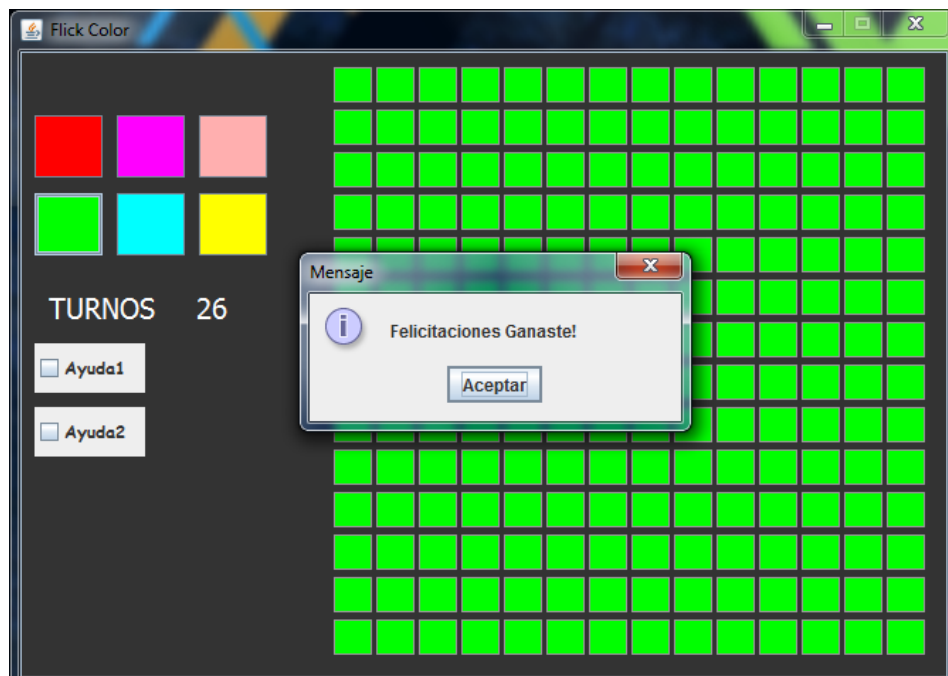 Flick Color
TURNOS 26
Ayuda1
Ayuda2
Mensaje
Felicitaciones Ganaste!
Aceptar